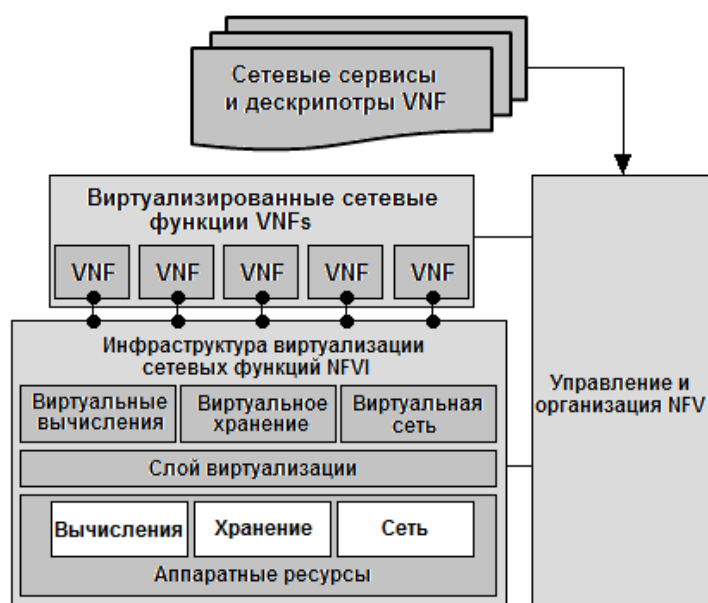 Сетевые сервисы
и дескрипотры VNF
Виртуализированные сетевые
функции VNFs
VNF
VNF
VNF
VNF
VNF
Инфраструктура виртуализации
сетевых функций NFVI
Виртуальные
вычисления
Виртуальное
хранение
Виртуальная
сеть
Слой виртуализации
Вычисления
Хранение
Сеть
Аппаратные ресурсы
Управление и
организация NFV